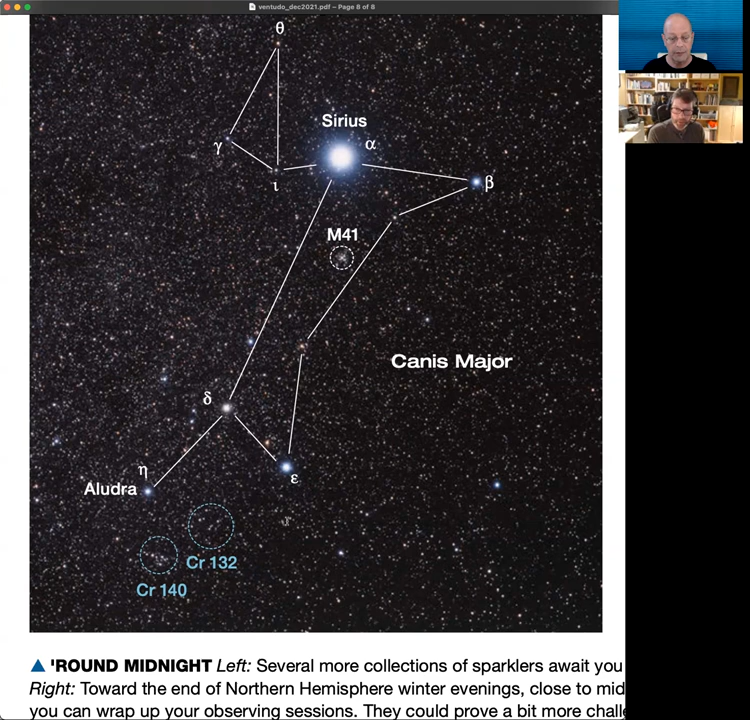 ventudo_dec2021.pdf – Page 8 of 8
θ
Sirius
α
γ
ι
β
M41
Canis Major
δ
η
Aludra
ε
Cr 132
Cr 140
▲ 'ROUND MIDNIGHT Left: Several more collections of sparklers await you
Right: Toward the end of Northern Hemisphere winter evenings, close to mid
you can wrap up your observing sessions. They could prove a bit more challe